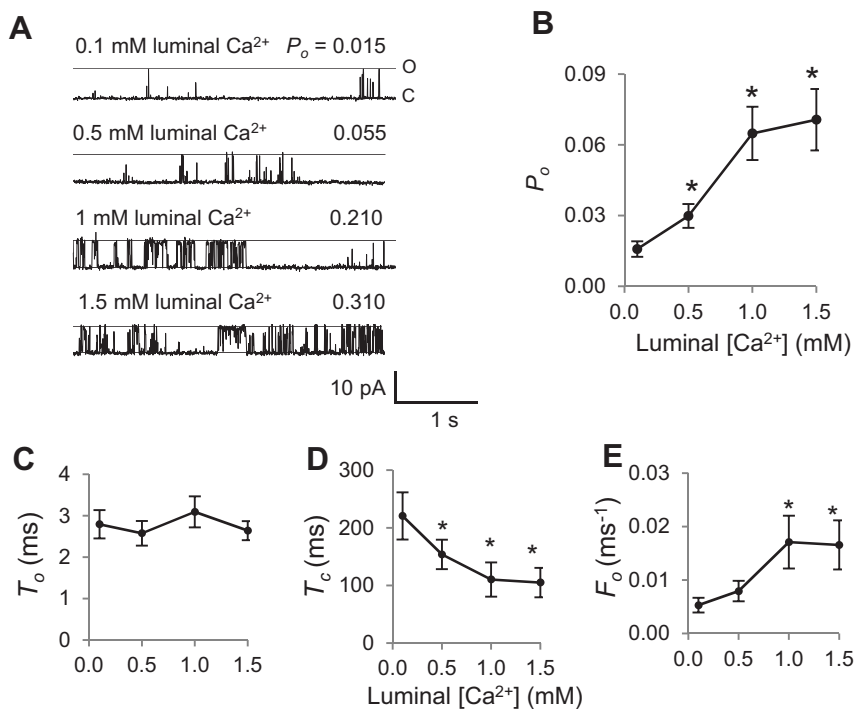 A
0.1 mM luminal Ca²⁺ Pₒ = 0.015
O
C
0.5 mM luminal Ca²⁺ 0.055
1 mM luminal Ca²⁺ 0.210
1.5 mM luminal Ca²⁺ 0.310
10 pA
1 s
B
Pₒ
0.09
0.06
0.03
0.00
* * *
0.0 0.5 1.0 1.5
Luminal [Ca²⁺] (mM)
C
Tₒ (ms)
4
3
2
1
0
0.0 0.5 1.0 1.5
D
T꜀ (ms)
300
200
100
0
* * *
0.0 0.5 1.0 1.5
Luminal [Ca²⁺] (mM)
E
Fₒ (ms⁻¹)
0.03
0.02
0.01
0.00
* *
0.0 0.5 1.0 1.5